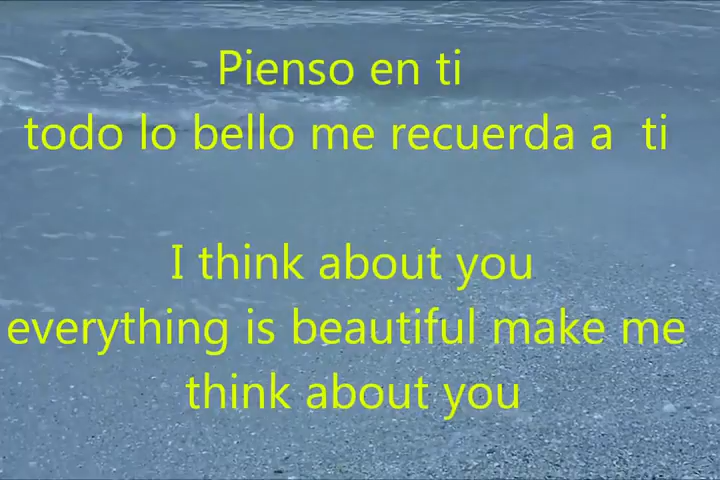 Pienso en ti
todo lo bello me recuerda a  ti
I think about you
everything is beautiful make me
think about you